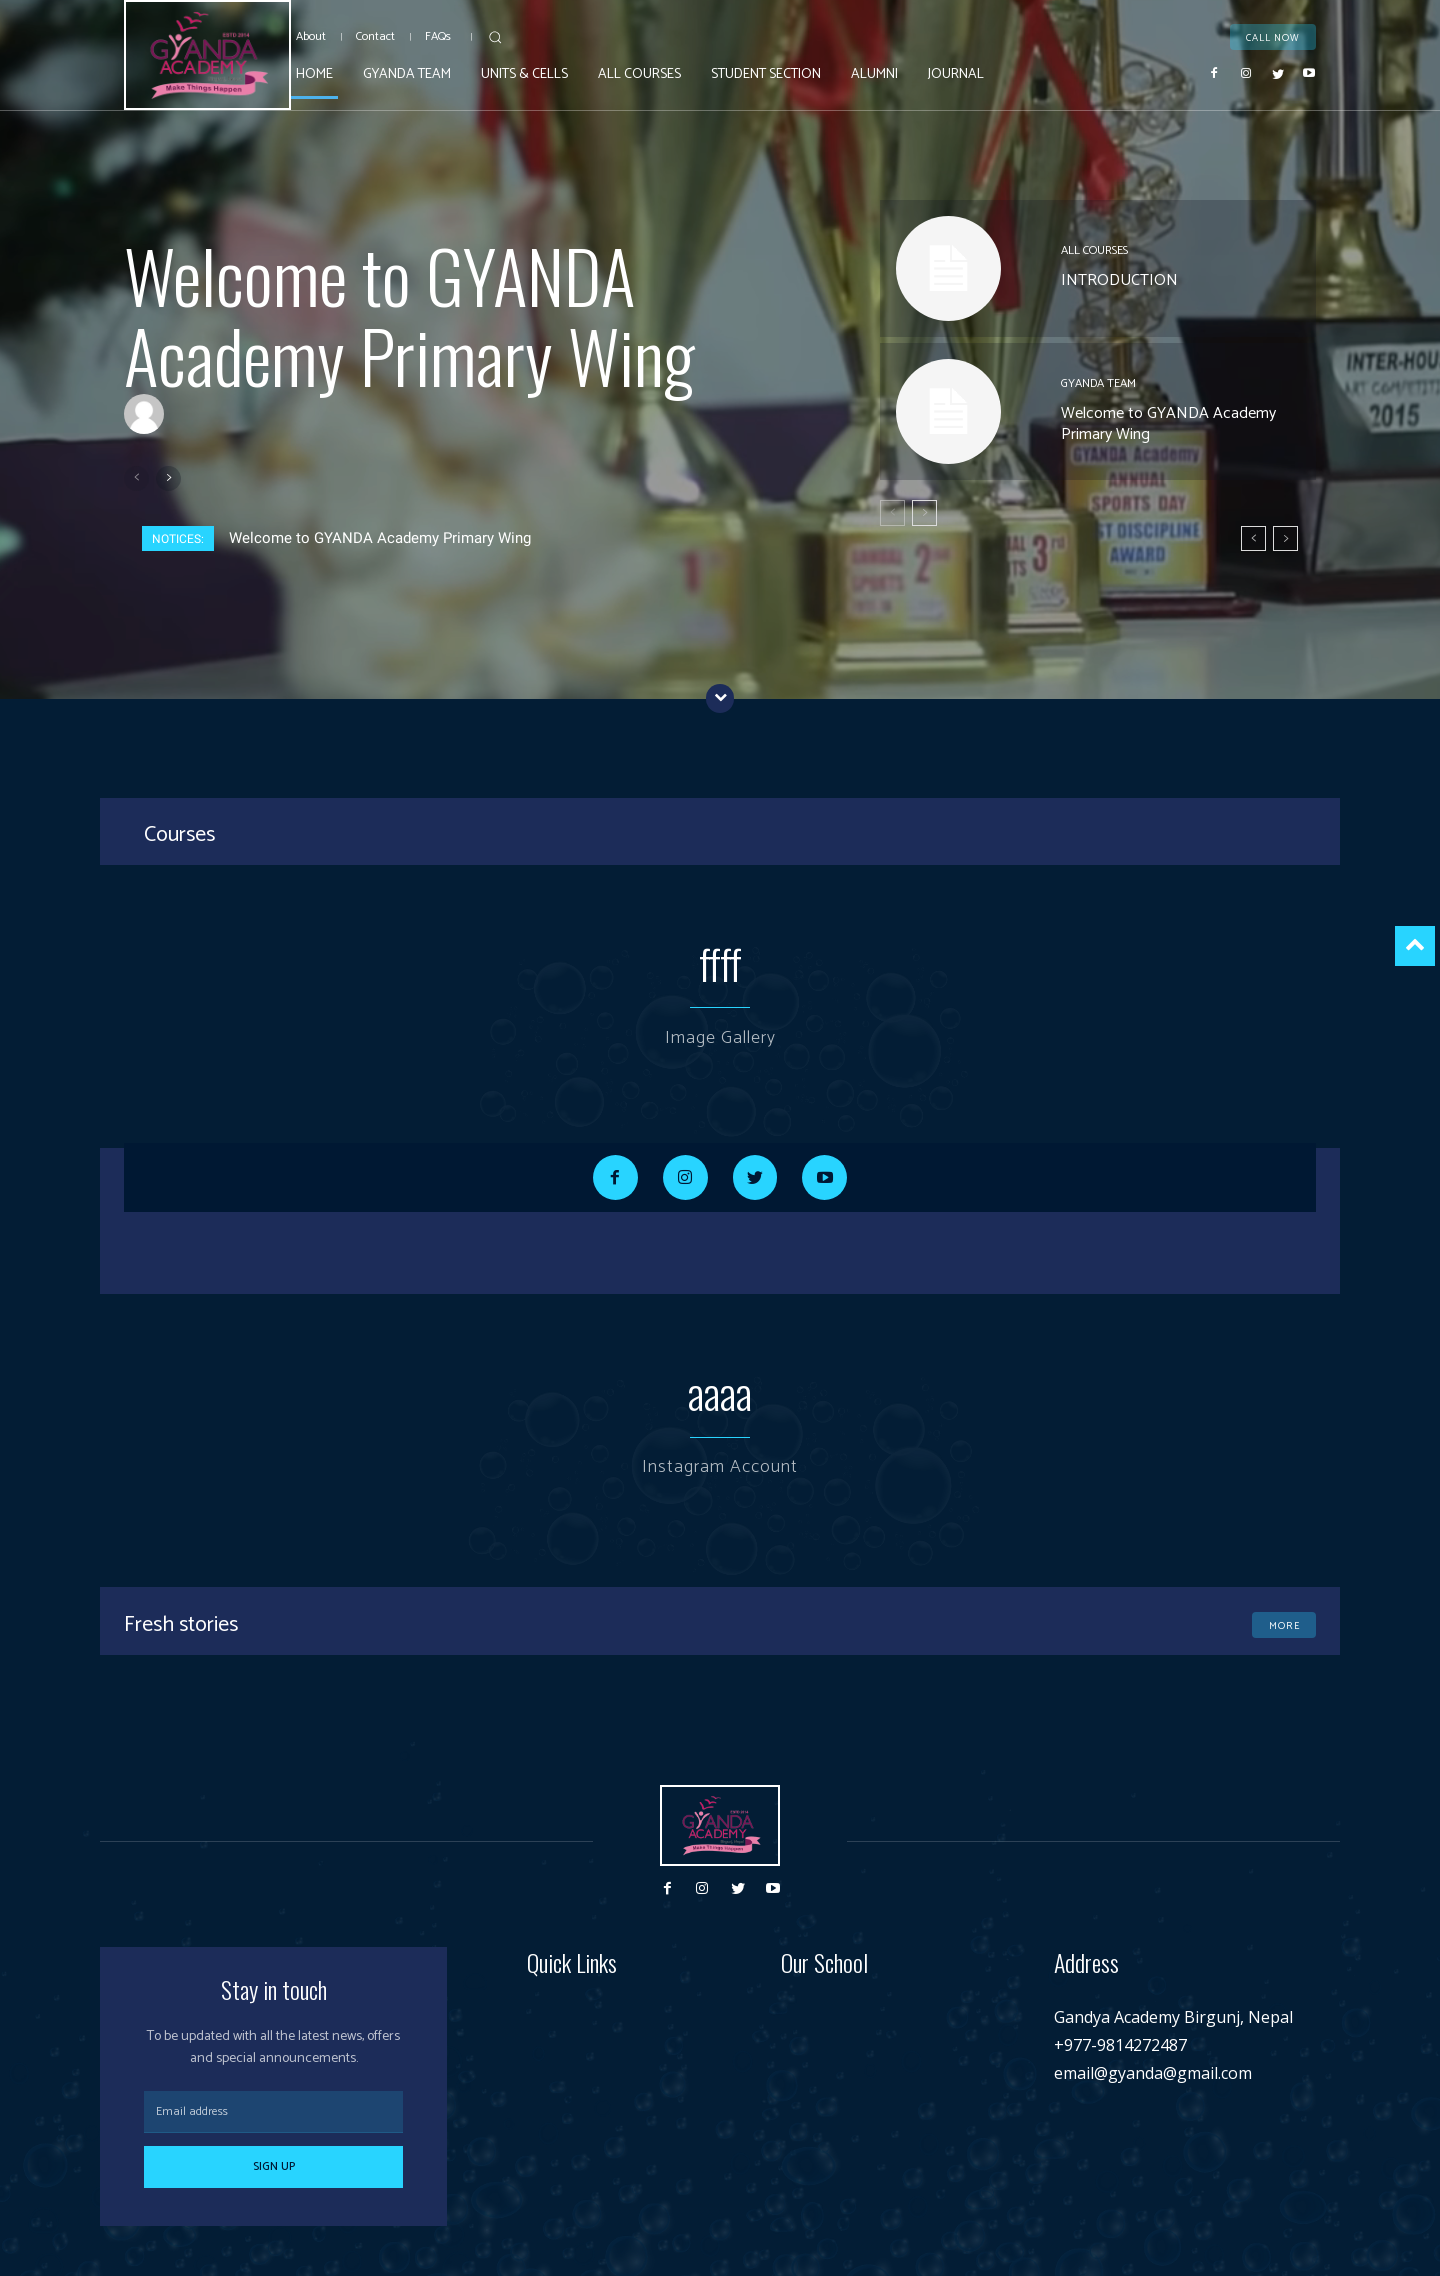 ESTD 2014
GYANDA
ACADEMY
Make Things Happen
About
Contact
FAQs
CALL NOW
HOME
GYANDA TEAM
UNITS & CELLS
ALL COURSES
STUDENT SECTION
ALUMNI
JOURNAL
Welcome to GYANDA
Academy Primary Wing
ALL COURSES
INTRODUCTION
GYANDA TEAM
Welcome to GYANDA Academy
Primary Wing
INTER-HOU
ART COMPETITI
2015
GYANDA Academy
ANNUAL
SPORTS DAY
ST DISCIPLINE
AWARD
1st
2nd
3rd
NOTICES:
Welcome to GYANDA Academy Primary Wing
Courses
ffff
Image Gallery
aaaa
Instagram Account
Fresh stories
MORE
GYANDA
ACADEMY
Make Things Happen
Stay in touch
To be updated with all the latest news, offers
and special announcements.
Email address
SIGN UP
Quick Links
Our School
Address
Gandya Academy Birgunj, Nepal
+977-9814272487
email@gyanda@gmail.com